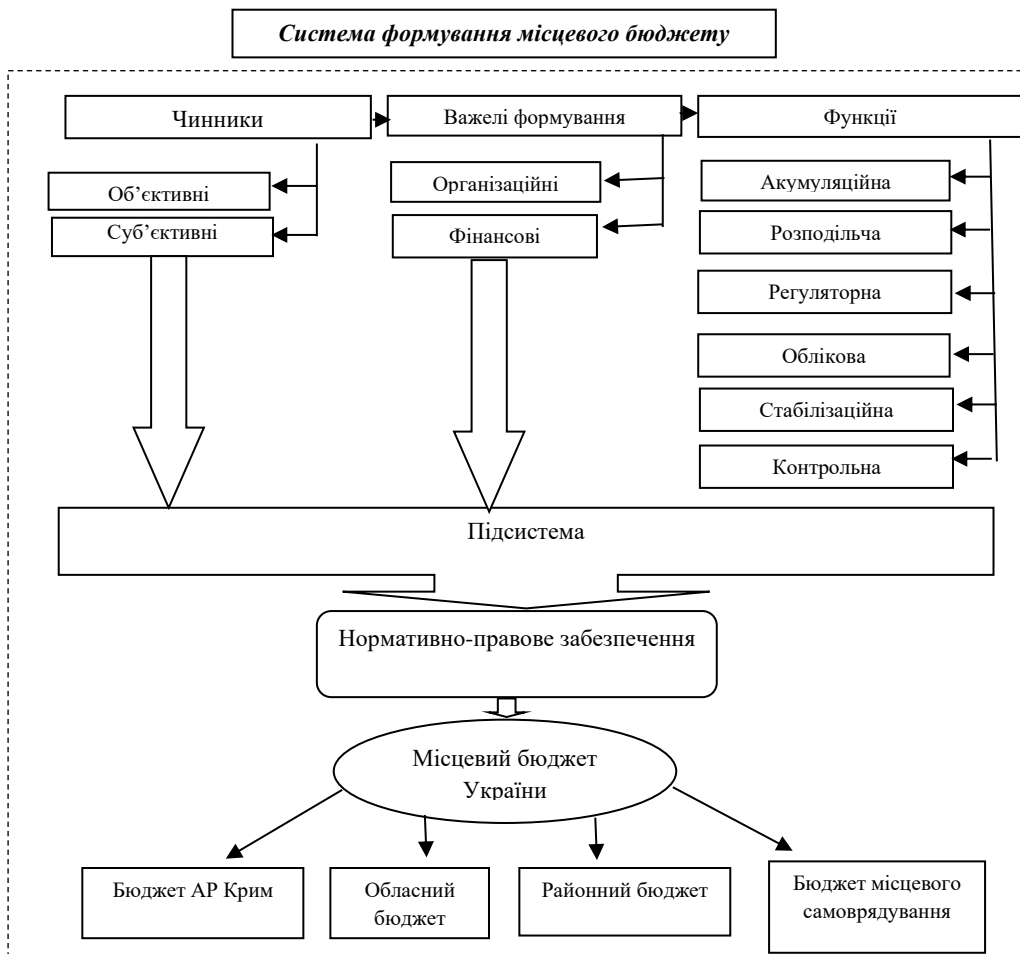 Система формування місцевого бюджету
Чинники
Важелі формування
Функції
Об’єктивні
Суб’єктивні
Організаційні
Фінансові
Акумуляційна
Розподільча
Регуляторна
Облікова
Стабілізаційна
Контрольна
Підсистема
Нормативно-правове забезпечення
Місцевий бюджет
України
Бюджет АР Крим
Обласний
бюджет
Районний бюджет
Бюджет місцевого
самоврядування